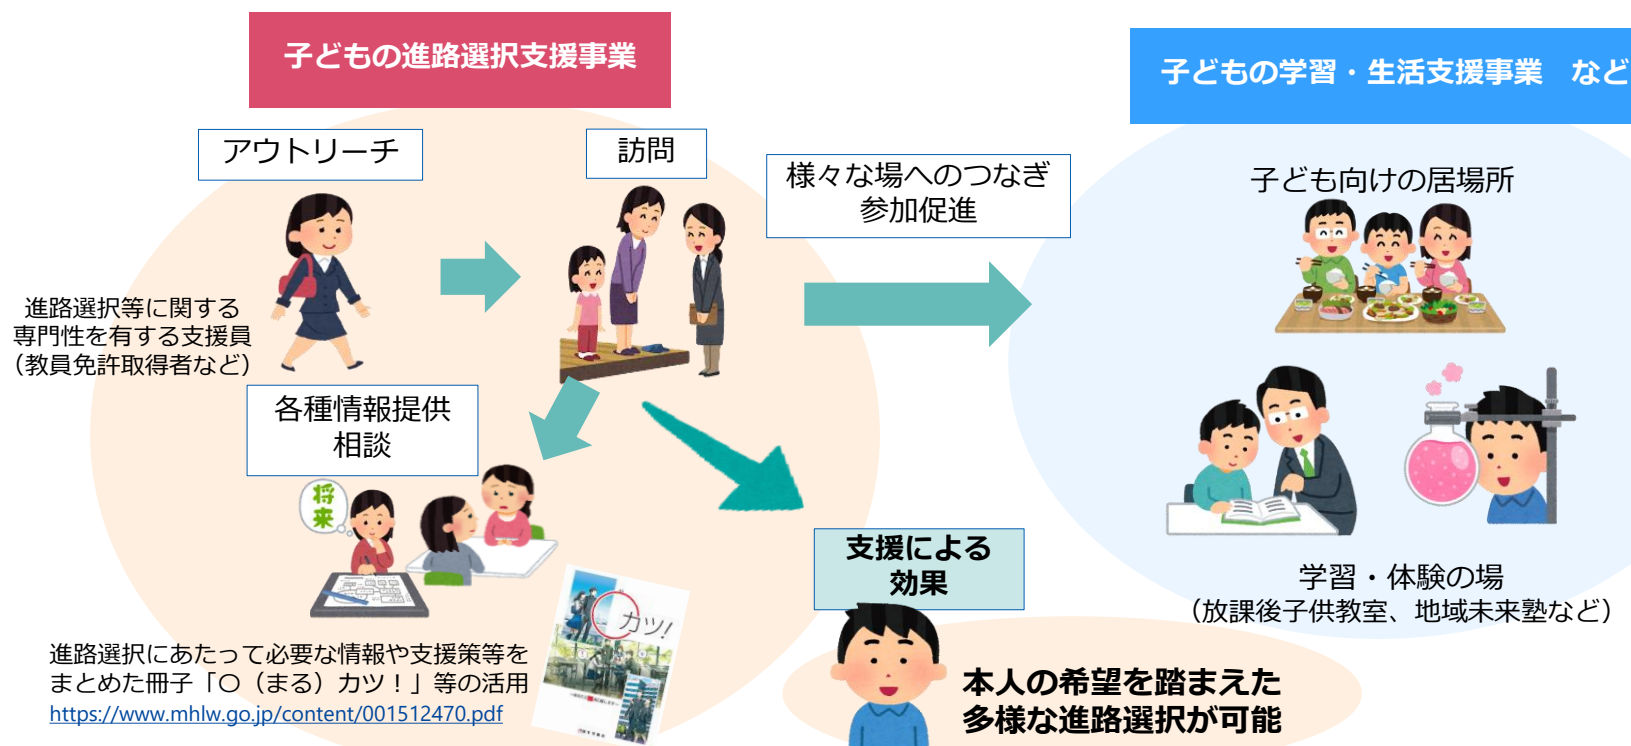 子どもの進路選択支援事業
アウトリーチ
訪問
進路選択等に関する
専門性を有する支援員
（教員免許取得者など）
各種情報提供
相談
将
来
進路選択にあたって必要な情報や支援策等を
まとめた冊子「〇（まる）カツ！」等の活用
https://www.mhlw.go.jp/content/001512470.pdf
カツ！
様々な場へのつなぎ
参加促進
子どもの学習・生活支援事業　など
子ども向けの居場所
学習・体験の場
（放課後子供教室、地域未来塾など）
支援による
効果
本人の希望を踏まえた
多様な進路選択が可能